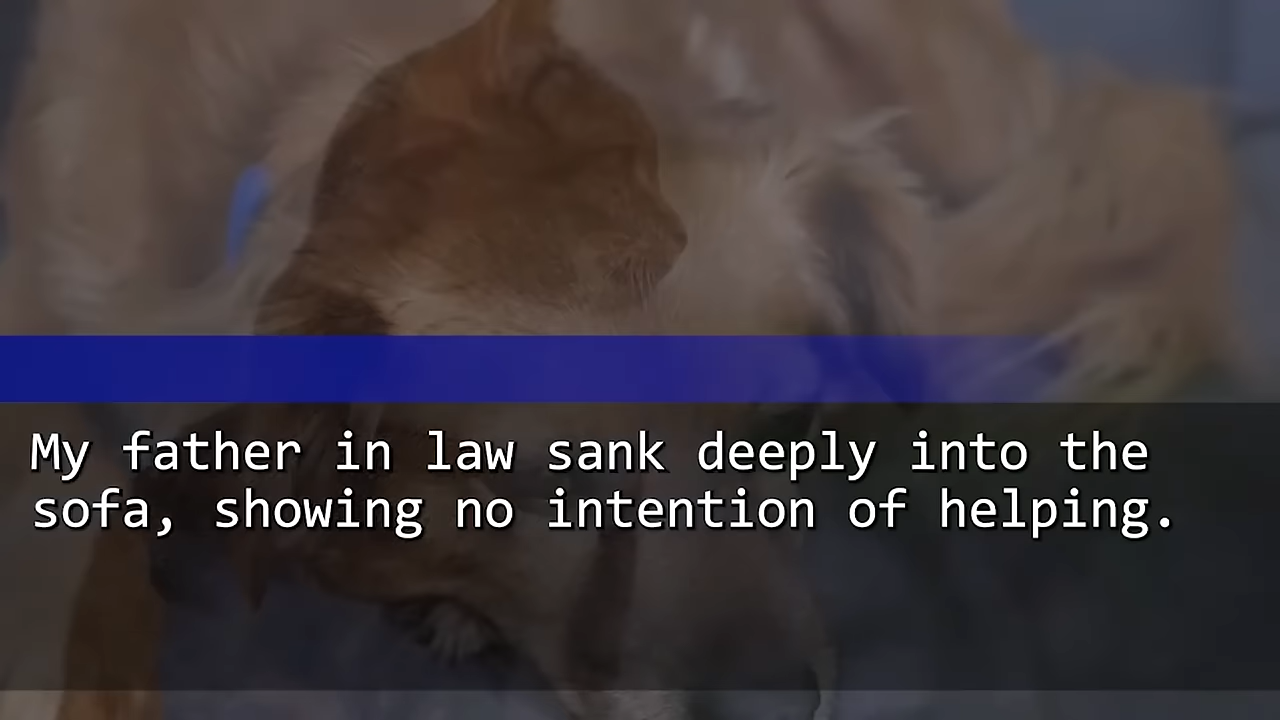 My father in law sank deeply into the
sofa, showing no intention of helping.